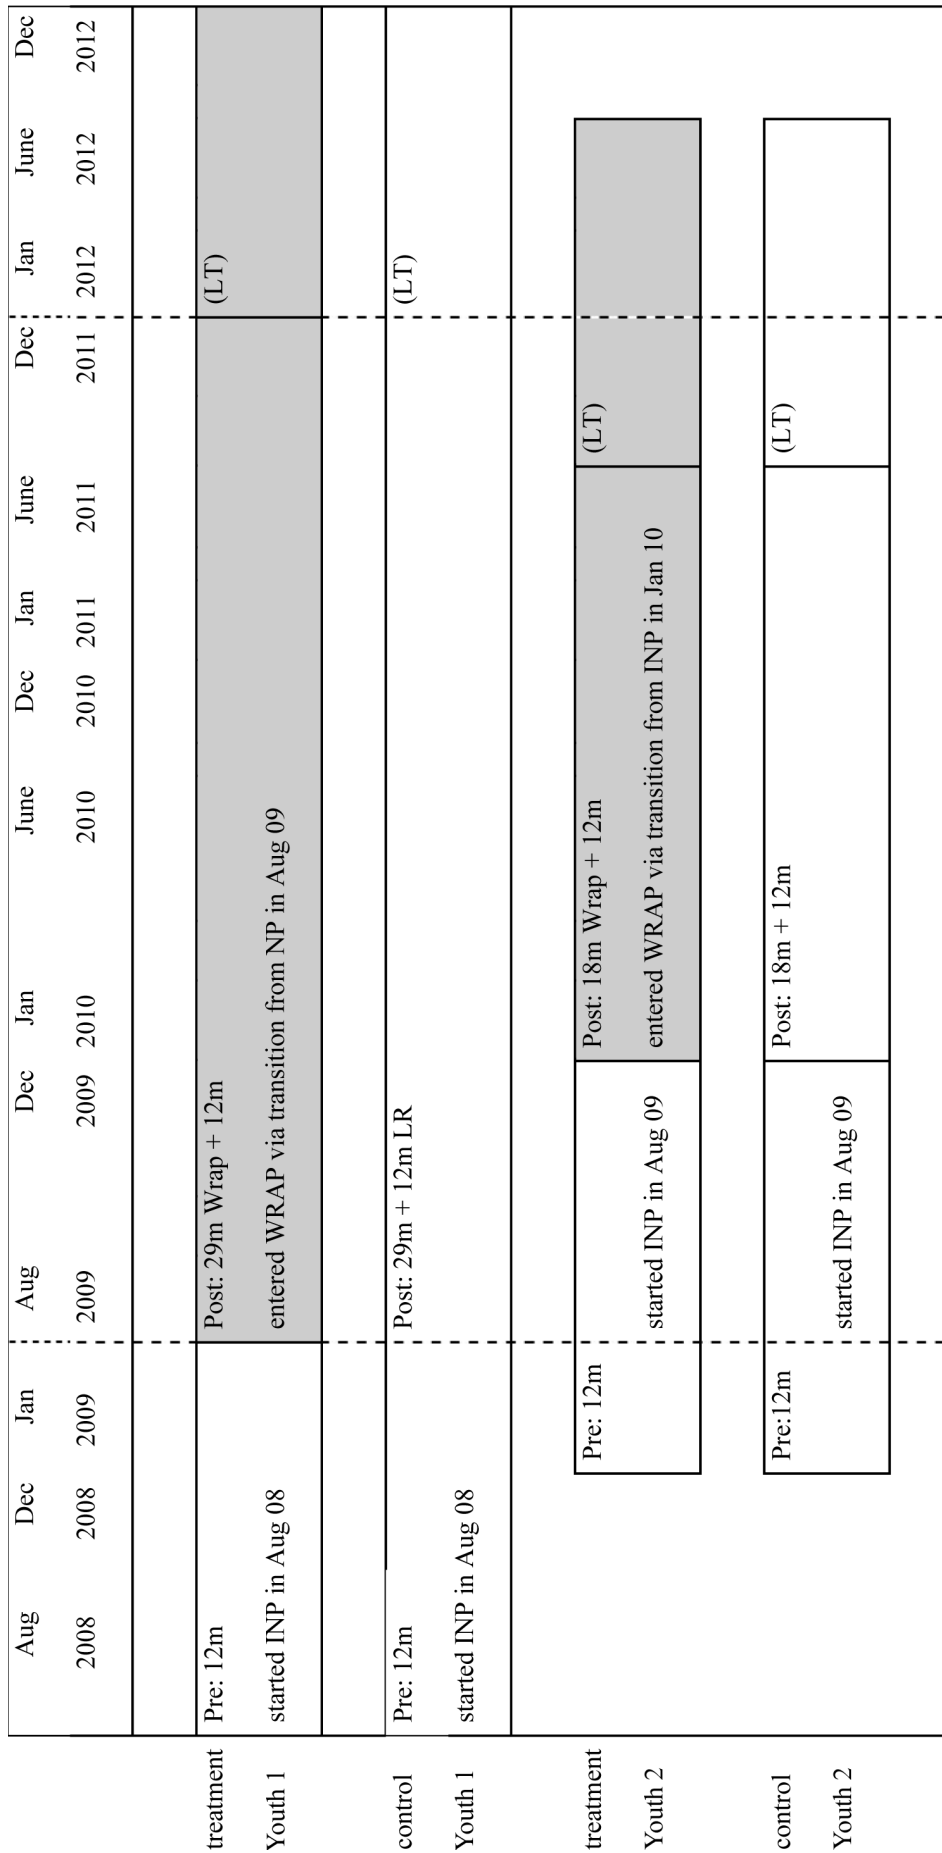 Aug Dec Jan Aug Dec Jan June Dec Jan June Dec Jan June Dec
2008 2008 2009 2009 2009 2010 2010 2010 2011 2011 2011 2012 2012 2012
treatment Pre: 12m Post: 29m Wrap + 12m (LT)
Youth 1 started INP in Aug 08 entered WRAP via transition from NP in Aug 09
control Pre: 12m Post: 29m + 12m LR (LT)
Youth 1 started INP in Aug 08
treatment Pre: 12m Post: 18m Wrap + 12m (LT)
Youth 2 started INP in Aug 09 entered WRAP via transition from INP in Jan 10
control Pre:12m Post: 18m + 12m (LT)
Youth 2 started INP in Aug 09